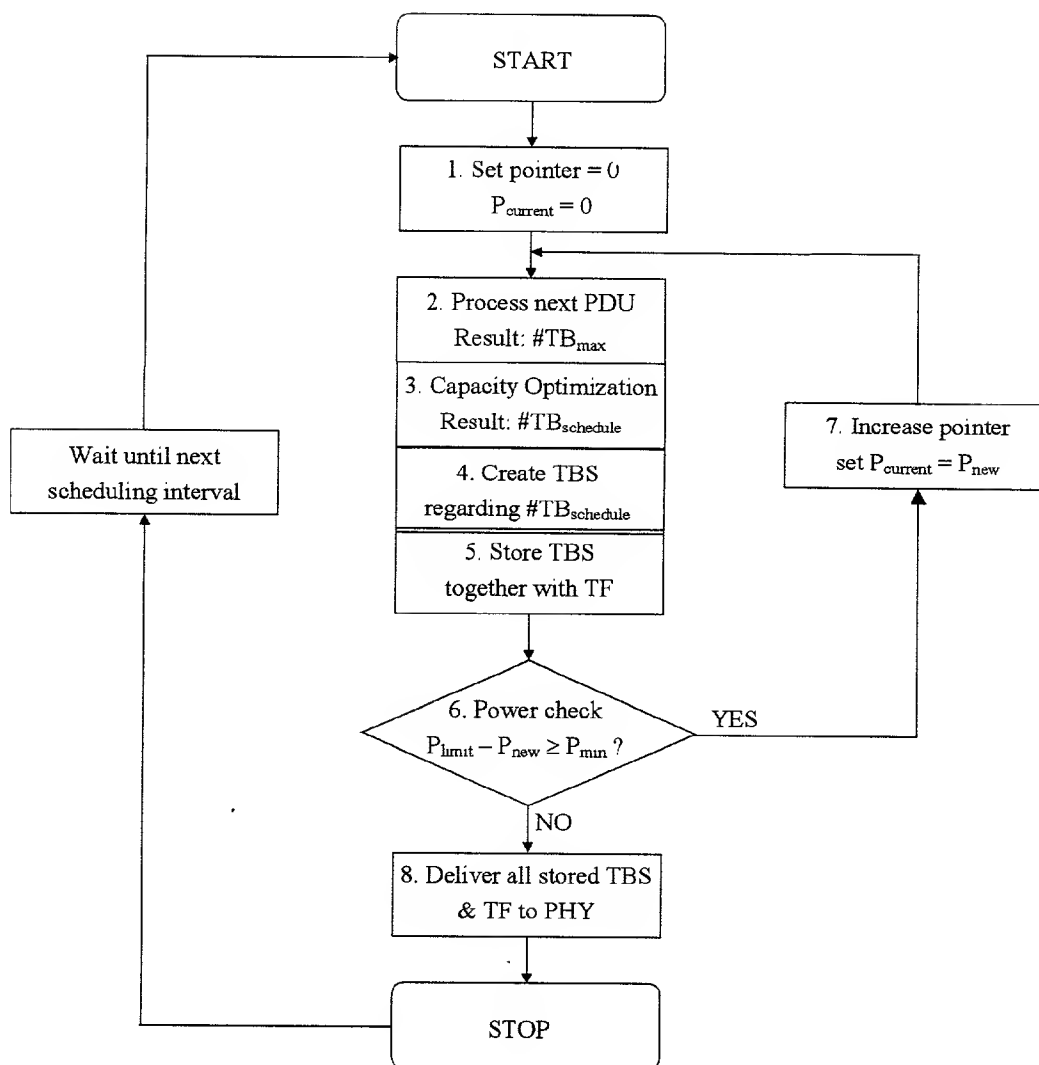 START
1. Set pointer = 0
P_current = 0
2. Process next PDU
Result: #TB_max
3. Capacity Optimization
Result: #TB_schedule
4. Create TBS
regarding #TB_schedule
5. Store TBS
together with TF
6. Power check
P_limit – P_new ≥ P_min ?
YES
7. Increase pointer
set P_current = P_new
NO
8. Deliver all stored TBS
& TF to PHY
STOP
Wait until next
scheduling interval